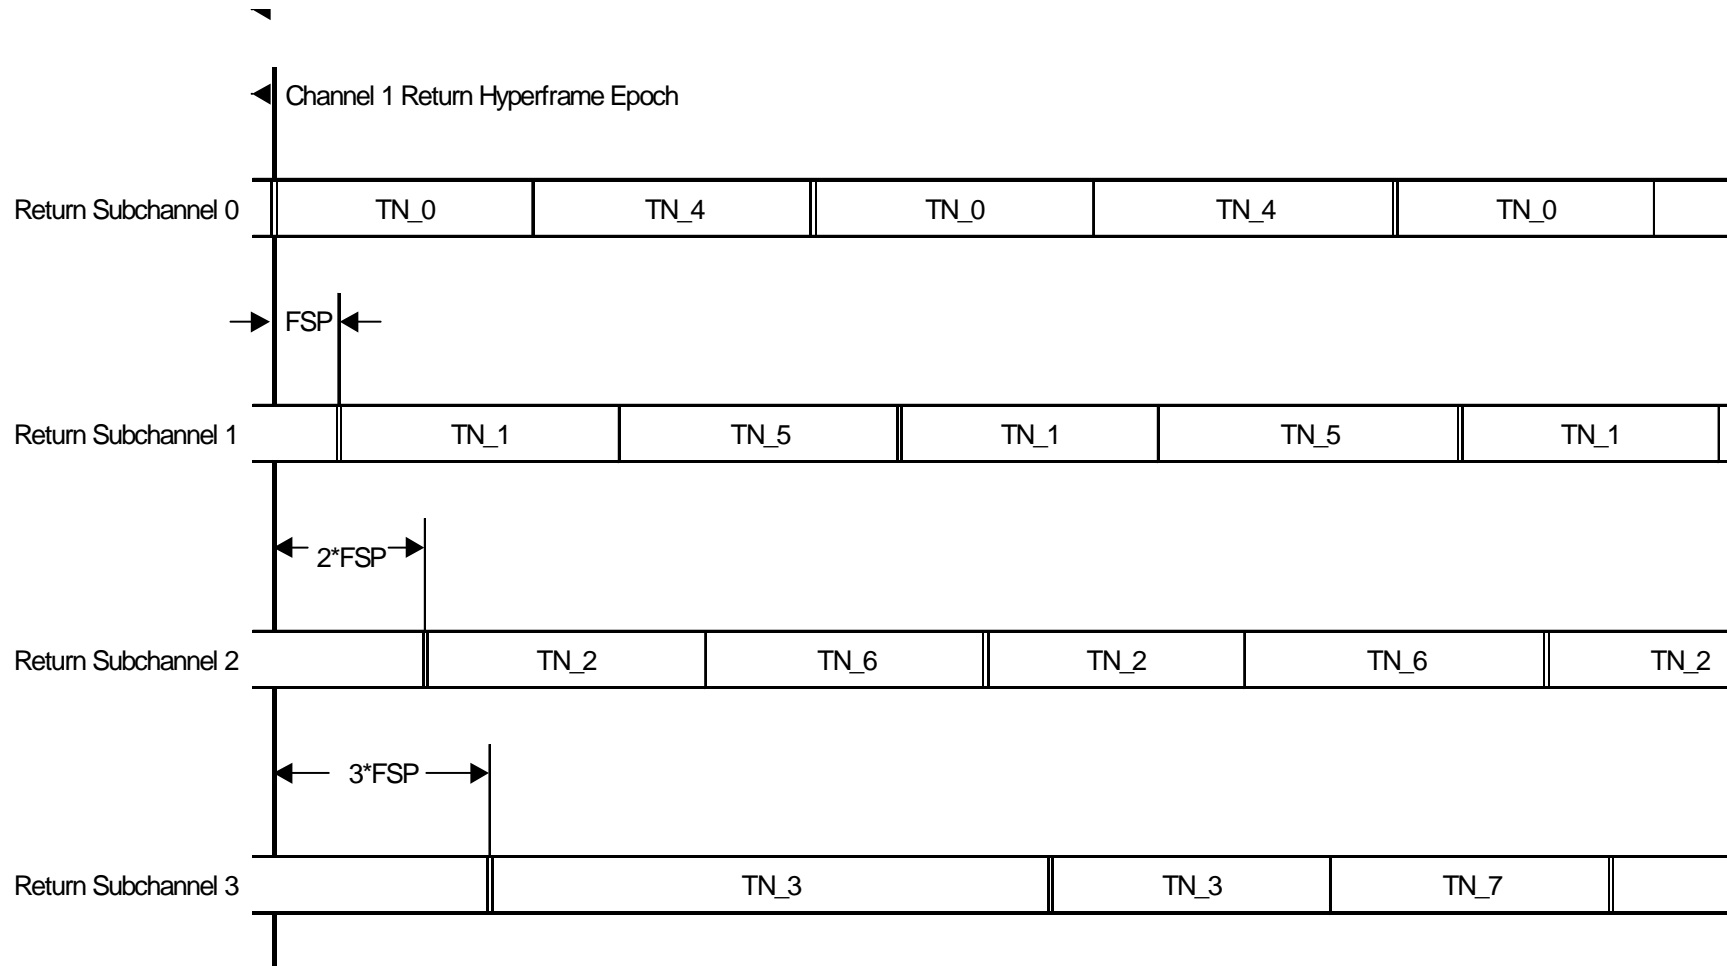 Channel 1 Return Hyperframe Epoch
Return Subchannel 0 TN_0 TN_4 TN_0 TN_4 TN_0
FSP
Return Subchannel 1 TN_1 TN_5 TN_1 TN_5 TN_1
2*FSP
Return Subchannel 2 TN_2 TN_6 TN_2 TN_6 TN_2
3*FSP
Return Subchannel 3 TN_3 TN_3 TN_7